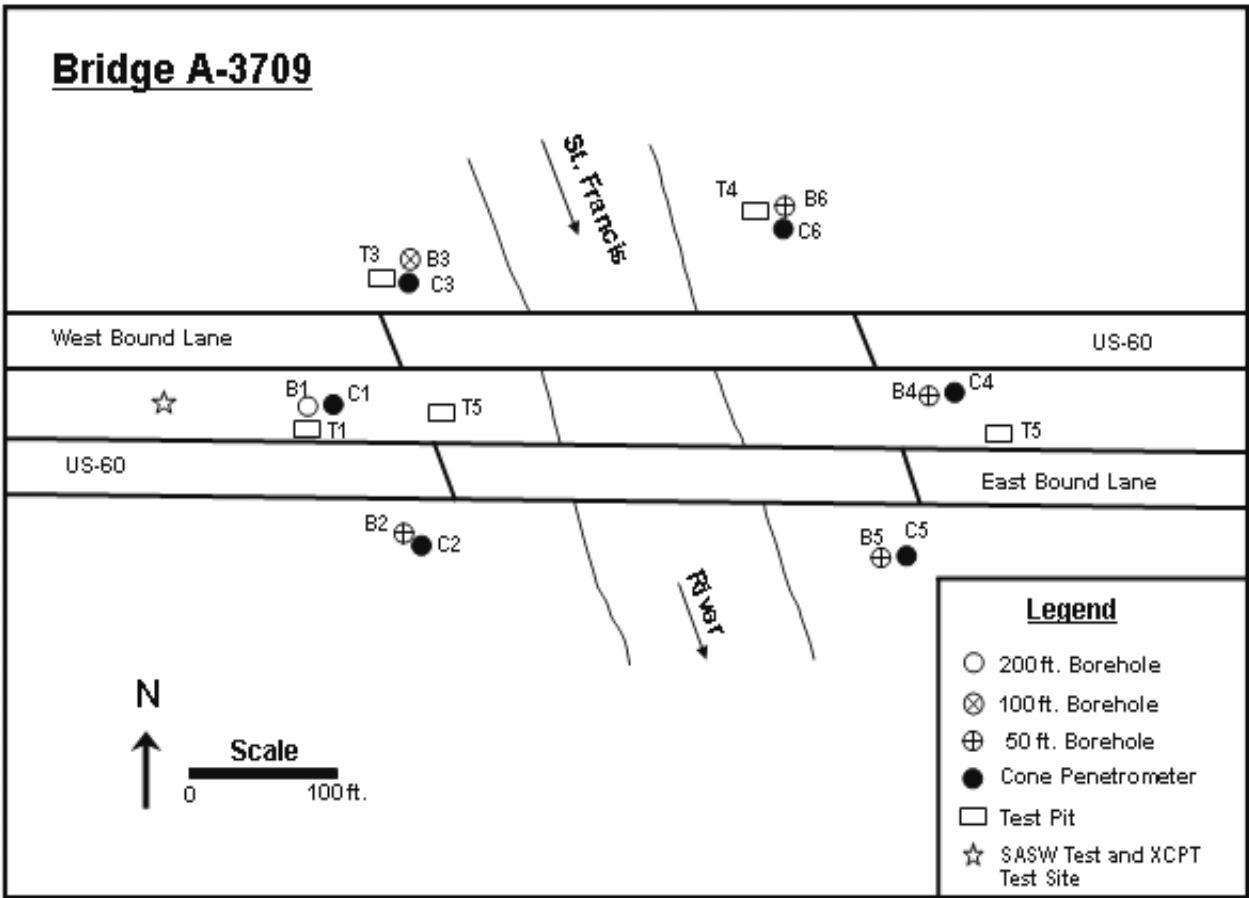 Bridge A-3709
St. Francis
T4
B6
C6
T3
B3
C3
West Bound Lane
US-60
B1
C1
T5
T1
B4
C4
T5
US-60
East Bound Lane
B2
C2
B5
C5
River
N
Scale
0
100 ft.
Legend
200 ft. Borehole
100 ft. Borehole
50 ft. Borehole
Cone Penetrometer
Test Pit
SASW Test and XCPT
Test Site